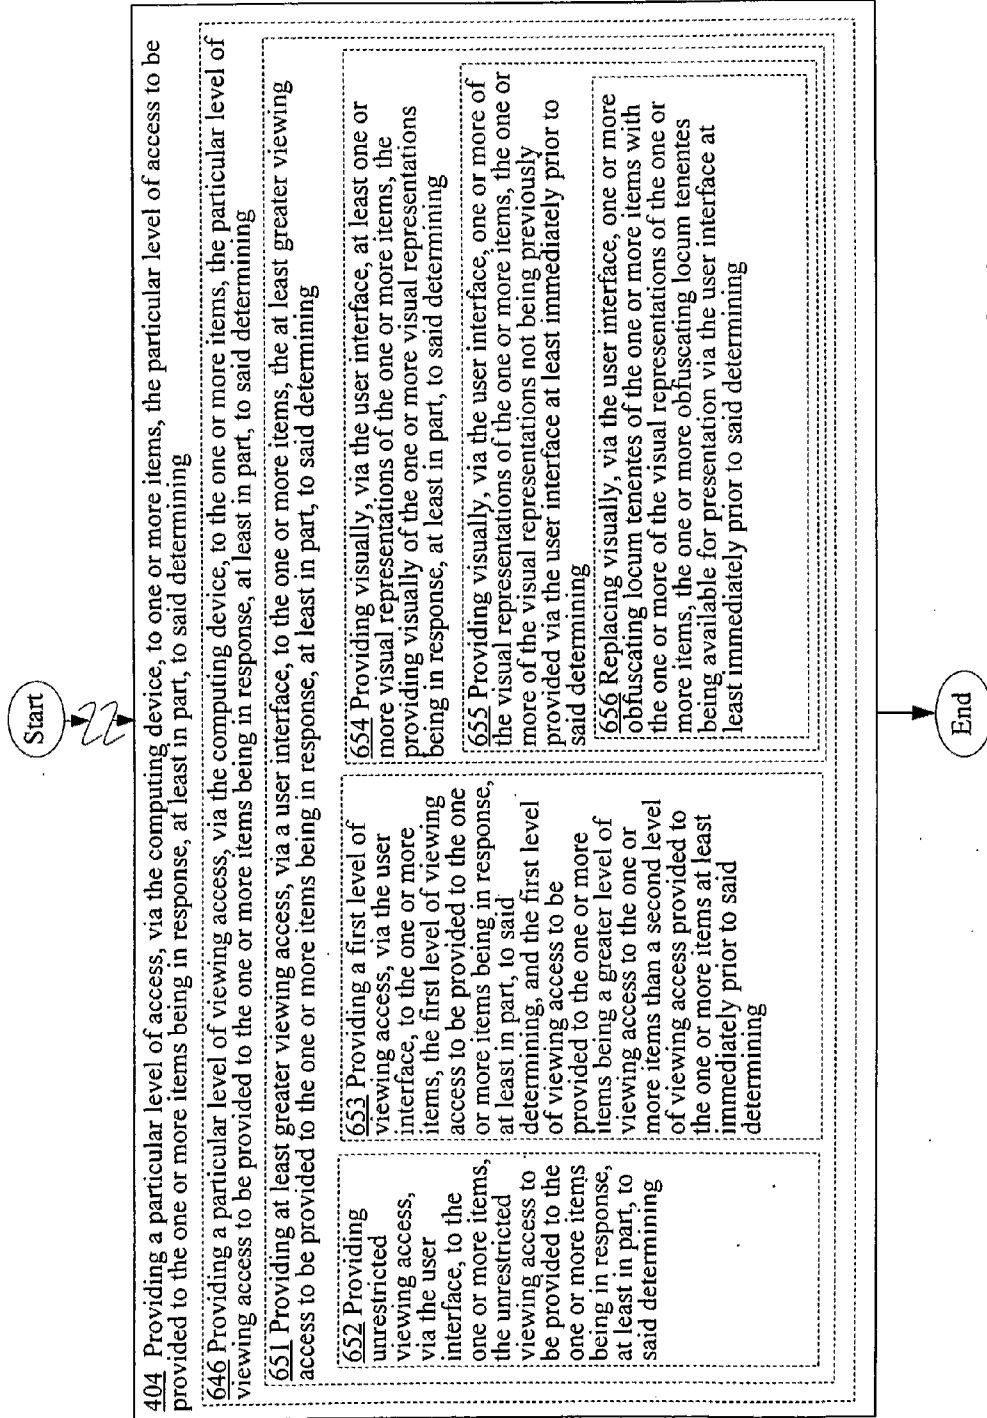 Start
404 Providing a particular level of access, via the computing device, to one or more items, the particular level of access to be
provided to the one or more items being in response, at least in part, to said determining
646 Providing a particular level of viewing access, via the computing device, to the one or more items, the particular level of
viewing access to be provided to the one or more items being in response, at least in part, to said determining
651 Providing at least greater viewing access, via a user interface, to the one or more items, the at least greater viewing
access to be provided to the one or more items being in response, at least in part, to said determining
652 Providing
unrestricted
viewing access,
via the user
interface, to the
one or more items,
the unrestricted
viewing access to
be provided to the
one or more items
being in response,
at least in part, to
said determining
653 Providing a first level of
viewing access, via the user
interface, to the one or more
items, the first level of viewing
access to be provided to the one
or more items being in response,
at least in part, to said
determining, and the first level
of viewing access to be
provided to the one or more
items being a greater level of
viewing access to the one or
more items than a second level
of viewing access provided to
the one or more items at least
immediately prior to said
determining
654 Providing visually, via the user interface, at least one or
more visual representations of the one or more items, the
providing visually of the one or more visual representations
being in response, at least in part, to said determining
655 Providing visually, via the user interface, one or more of
the visual representations of the one or more items, the one or
more of the visual representations not being previously
provided via the user interface at least immediately prior to
said determining
656 Replacing visually, via the user interface, one or more
obfuscating locum tenentes of the one or more items with
the one or more of the visual representations of the one or
more items, the one or more obfuscating locum tenentes
being available for presentation via the user interface at
least immediately prior to said determining
End